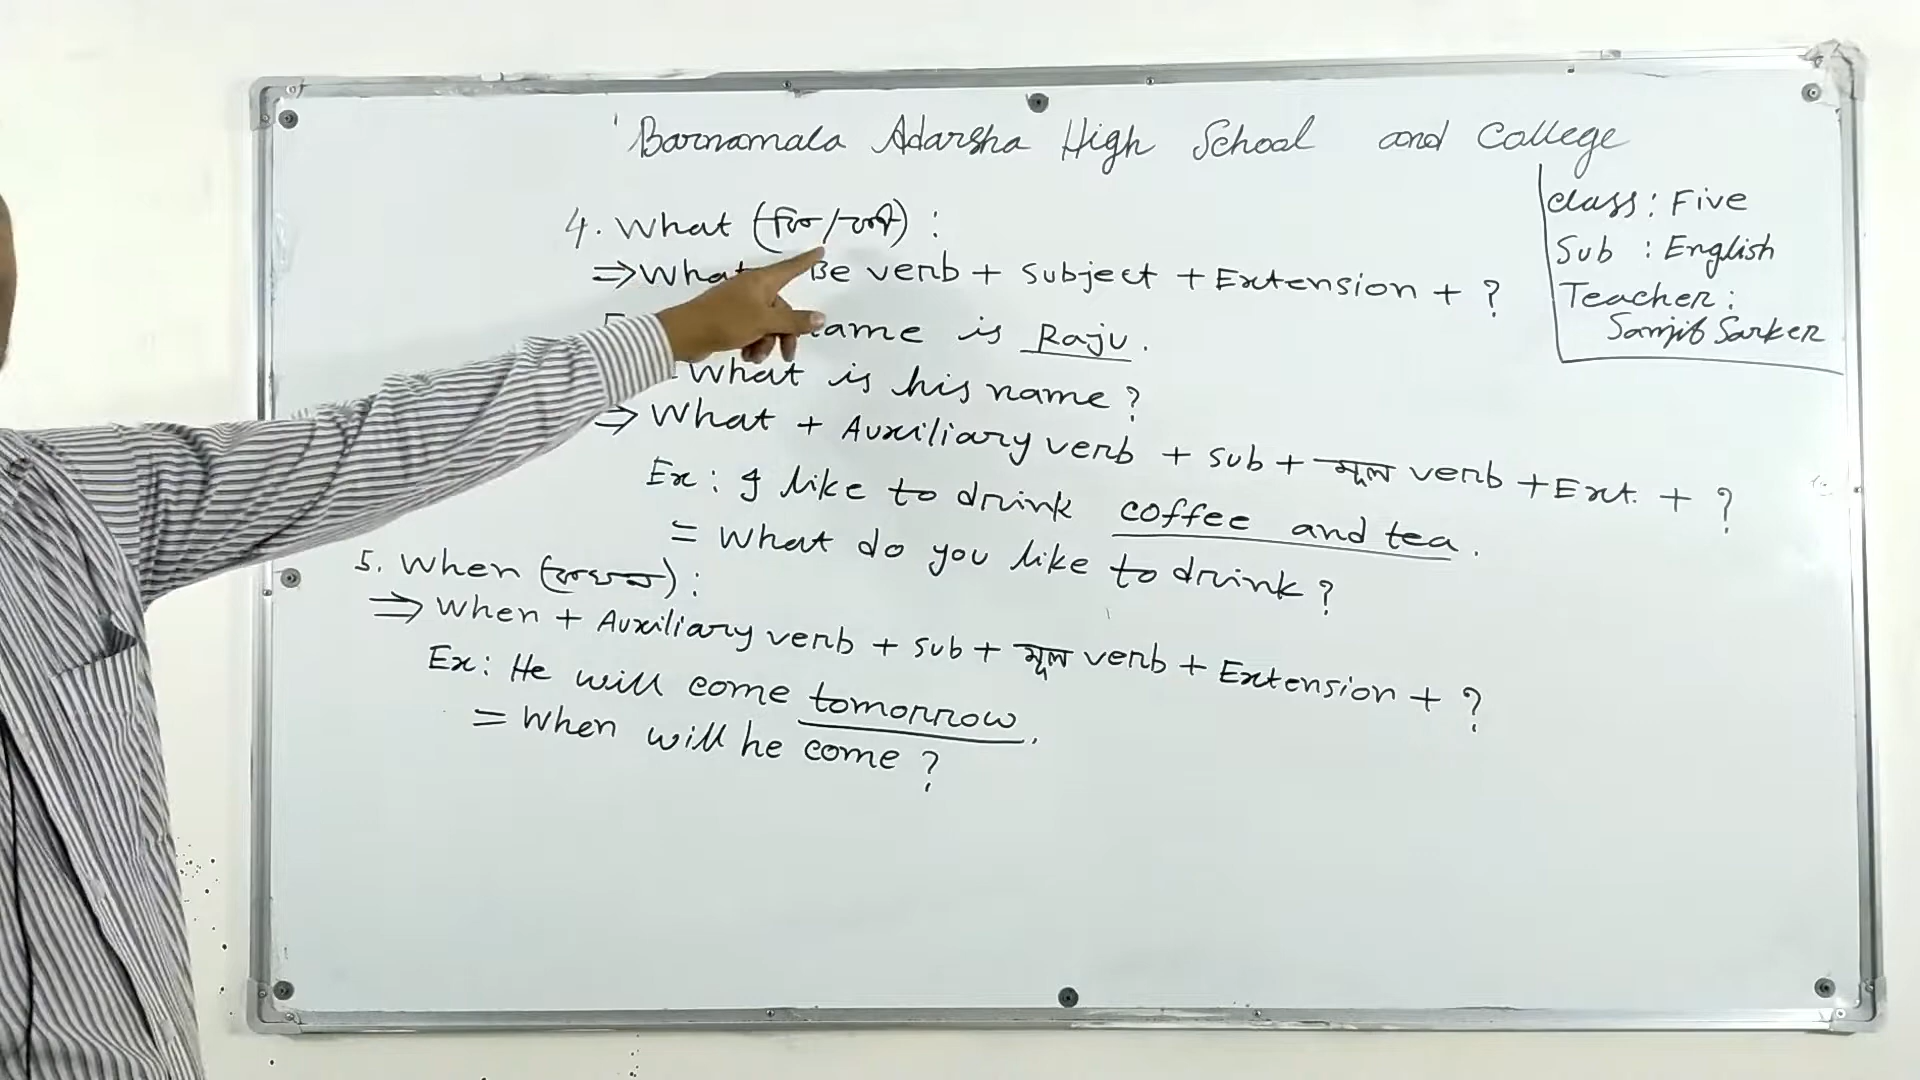 Barnamala Adarsha High School and College
class: Five
Sub : English
Teacher:
Sanjib Sarker
4. What (কি/কী) :
⇒ What Be verb + Subject + Extension + ?
name is Raju.
What is his name?
⇒ What + Auxiliary verb + sub + মূল verb + Ext. + ?
Ex: I like to drink coffee and tea.
= What do you like to drink?
5. When (কখন):
⇒ When + Auxiliary verb + sub + মূল verb + Extension + ?
Ex: He will come tomorrow.
= When will he come?